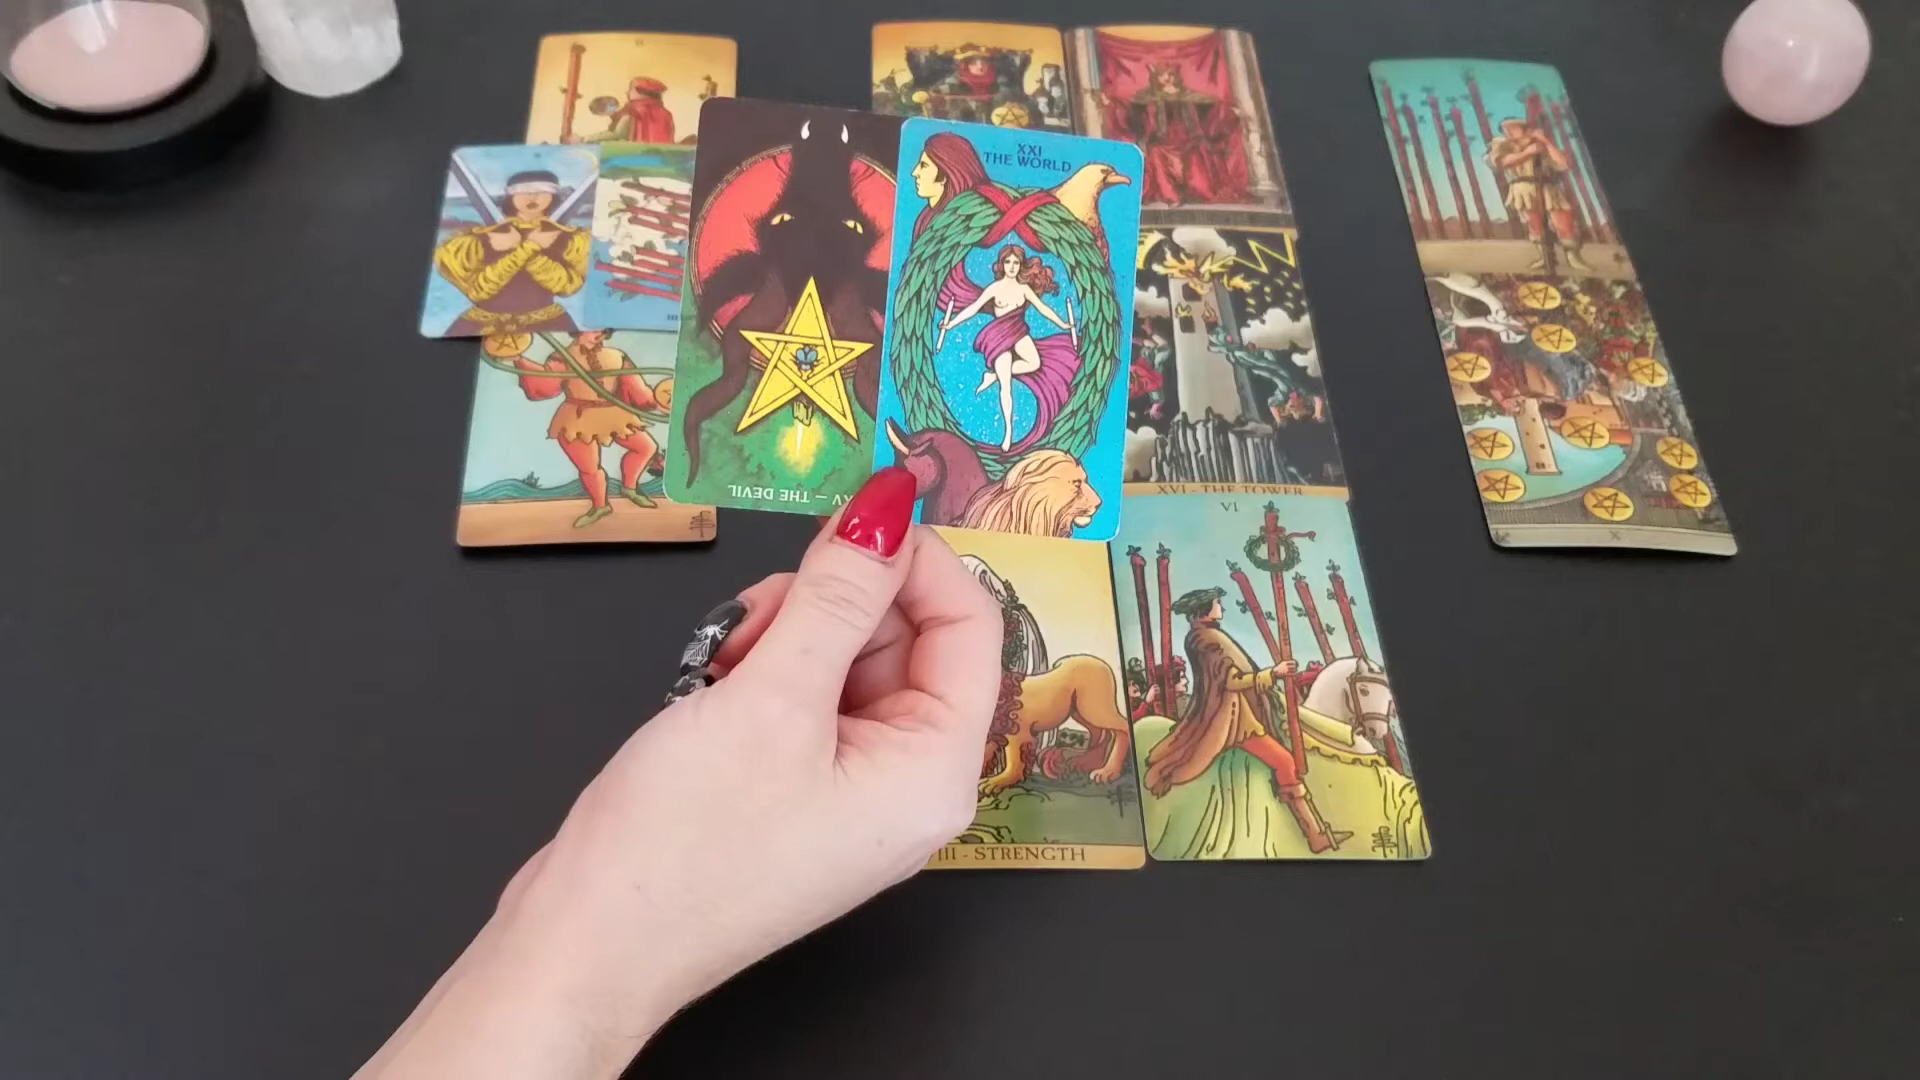 XXI
THE WORLD
XV — THE DEVIL
XVI - THE TOWER
VI
III - STRENGTH
X